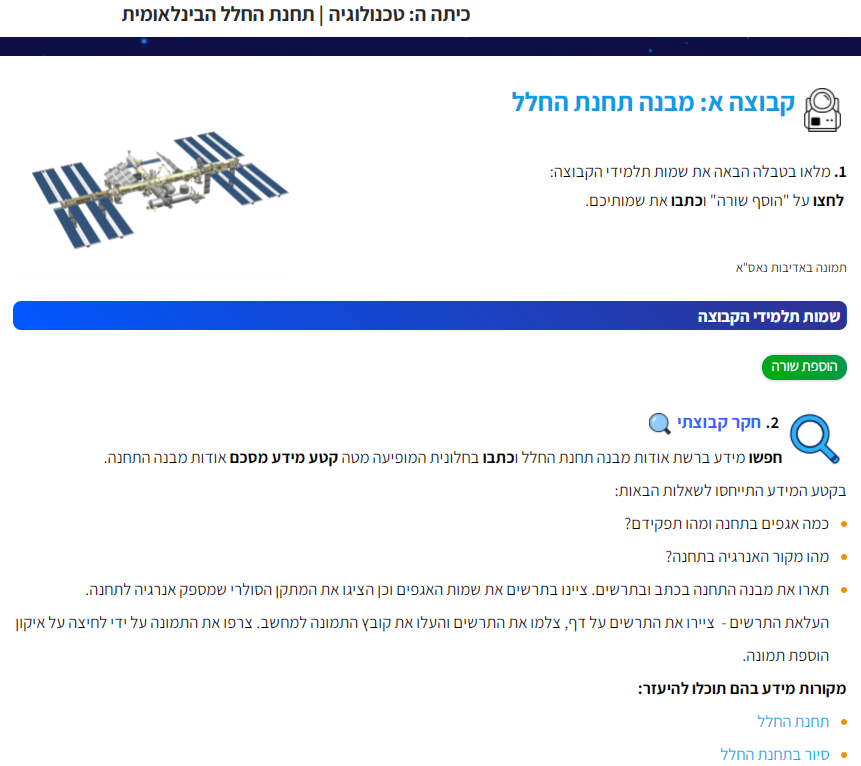 כיתה ה: טכנולוגיה | תחנת החלל הבינלאומית
קבוצה א: מבנה תחנת החלל
1. מלאו בטבלה הבאה את שמות תלמידי הקבוצה:
לחצו על "הוסף שורה" וכתבו את שמותיכם.
תמונה באדיבות נאס"א
שמות תלמידי הקבוצה
הוספת שורה
2. חקר קבוצתי
חפשו מידע ברשת אודות מבנה תחנת החלל וכתבו בחלונית המופיעה מטה קטע מידע מסכם אודות מבנה התחנה.
בקטע המידע התייחסו לשאלות הבאות:
• כמה אגפים בתחנה ומהו תפקידם?
• מהו מקור האנרגיה בתחנה?
• תארו את מבנה התחנה בכתב ובתרשים. ציינו בתרשים את שמות האגפים וכן הציגו את המתקן הסולרי שמספק אנרגיה לתחנה.
העלאת התרשים - ציירו את התרשים על דף, צלמו את התרשים והעלו את קובץ התמונה למחשב. צרפו את התמונה על ידי לחיצה על איקון
הוספת תמונה.
מקורות מידע בהם תוכלו להיעזר:
• תחנת החלל
• סיור בתחנת החלל